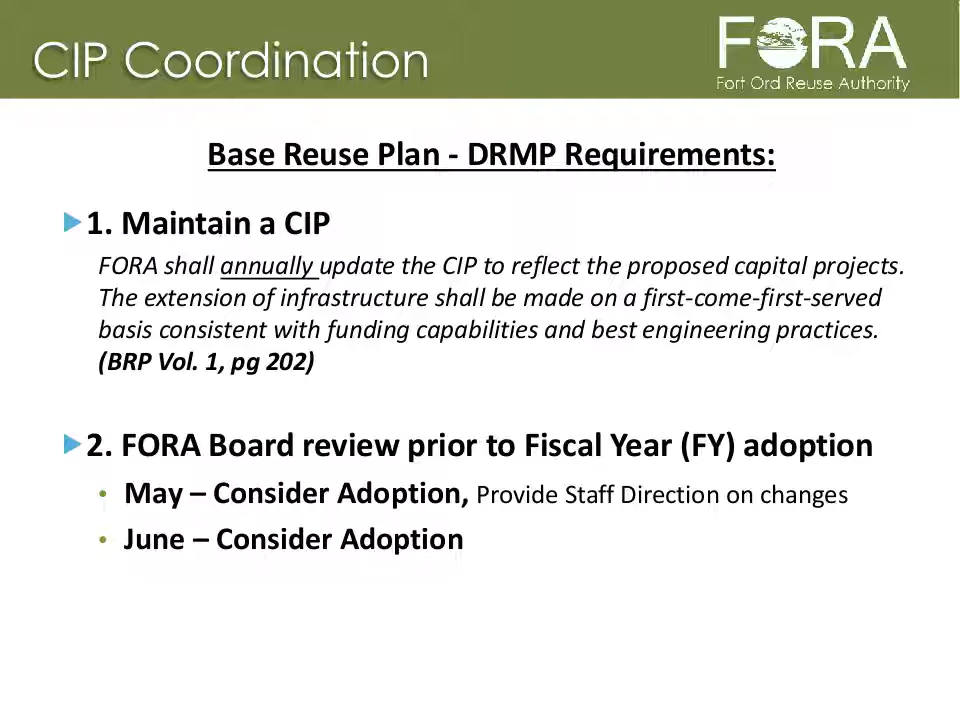 CIP Coordination
FORA
Fort Ord Reuse Authority
Base Reuse Plan - DRMP Requirements:
1. Maintain a CIP
FORA shall annually update the CIP to reflect the proposed capital projects.
The extension of infrastructure shall be made on a first-come-first-served
basis consistent with funding capabilities and best engineering practices.
(BRP Vol. 1, pg 202)
2. FORA Board review prior to Fiscal Year (FY) adoption
• May – Consider Adoption, Provide Staff Direction on changes
• June – Consider Adoption